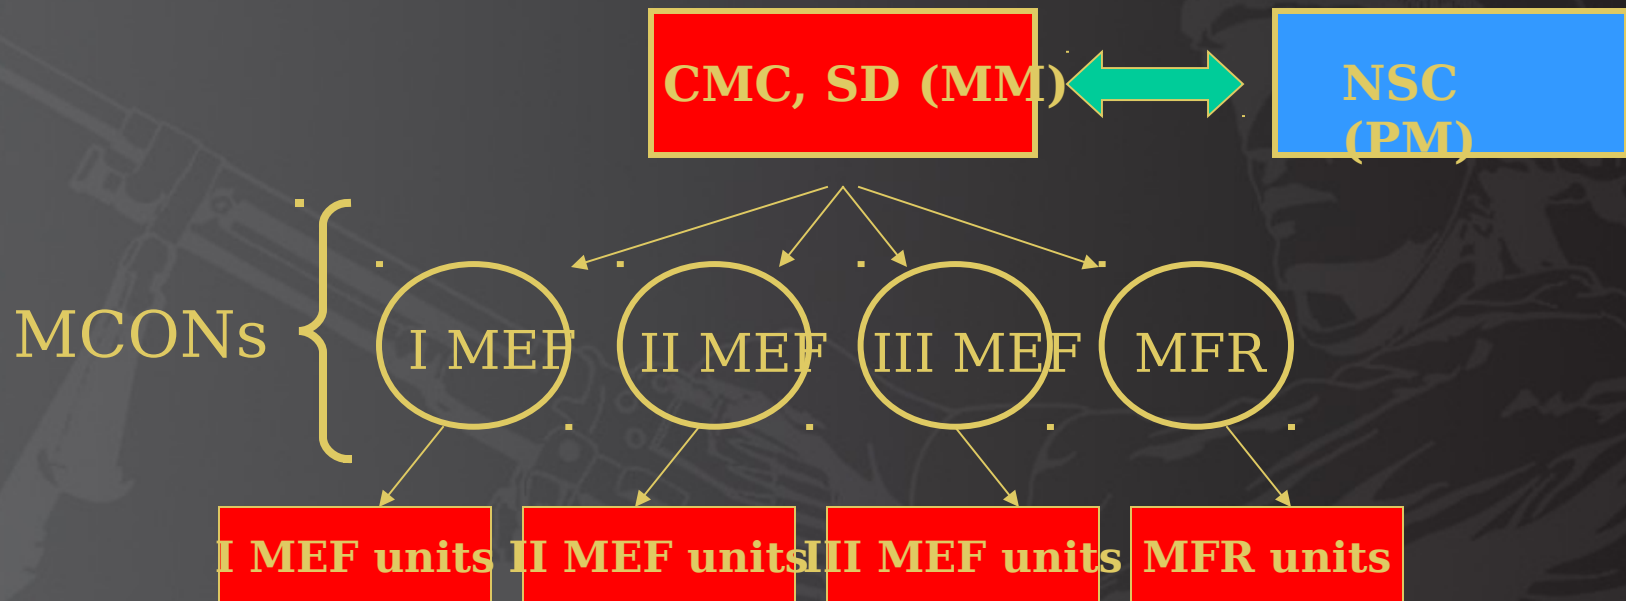 CMC, SD (MM)
NSC
(PM)
MCONs
I MEF
II MEF
III MEF
MFR
I MEF units
II MEF units
III MEF units
MFR units